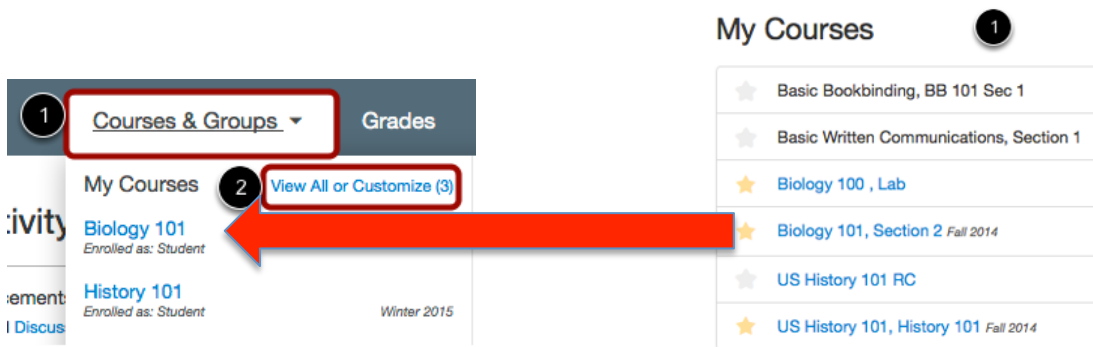 1
Courses & Groups
Grades
My Courses
2
View All or Customize (3)
Biology 101
Enrolled as: Student
History 101
Enrolled as: Student
Winter 2015
My Courses
1
Basic Bookbinding, BB 101 Sec 1
Basic Written Communications, Section 1
Biology 100 , Lab
Biology 101, Section 2 Fall 2014
US History 101 RC
US History 101, History 101 Fall 2014